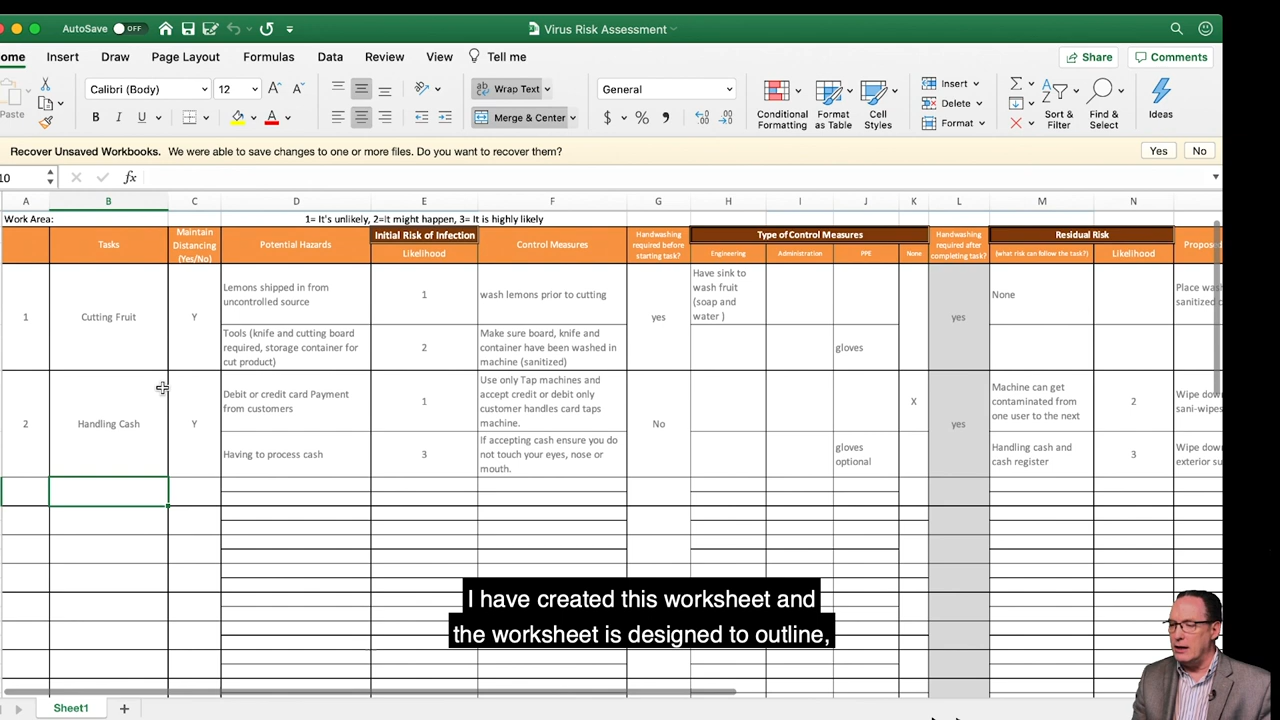 AutoSave OFF
Virus Risk Assessment
ome Insert Draw Page Layout Formulas Data Review View Tell me
Share Comments
Paste
Calibri (Body) 12
B I U
Wrap Text
Merge & Center
General
Conditional
Formatting
Format
as Table
Cell
Styles
Insert
Delete
Format
Sort &
Filter
Find &
Select
Ideas
Recover Unsaved Workbooks. We were able to save changes to one or more files. Do you want to recover them?
Yes No
10 fx
A B C D E F G H I J K L M N
Work Area:
1= It's unlikely, 2=It might happen, 3= It is highly likely
Tasks
Maintain
Distancing
(Yes/No)
Potential Hazards
Initial Risk of Infection
Likelihood
Control Measures
Handwashing
required before
starting task?
Type of Control Measures
Engineering Administration PPE None
Handwashing
required after
completing task?
Residual Risk
(what risk can follow the task?) Likelihood
Propose
1
Cutting Fruit
Y
Lemons shipped in from
uncontrolled source
1
wash lemons prior to cutting
yes
Have sink to
wash fruit
(soap and
water )
yes
None
Place was
sanitized c
Tools (knife and cutting board
required, storage container for
cut product)
2
Make sure board, knife and
container have been washed in
machine (sanitized)
gloves
2
Handling Cash
Y
Debit or credit card Payment
from customers
1
Use only Tap machines and
accept credit or debit only
customer handles card taps
machine.
No
X
yes
Machine can get
contaminated from
one user to the next
2
Wipe dow
sani-wipes
Having to process cash
3
If accepting cash ensure you do
not touch your eyes, nose or
mouth.
gloves
optional
Handling cash and
cash register
3
Wipe down
exterior su
I have created this worksheet and
the worksheet is designed to outline,
Sheet1